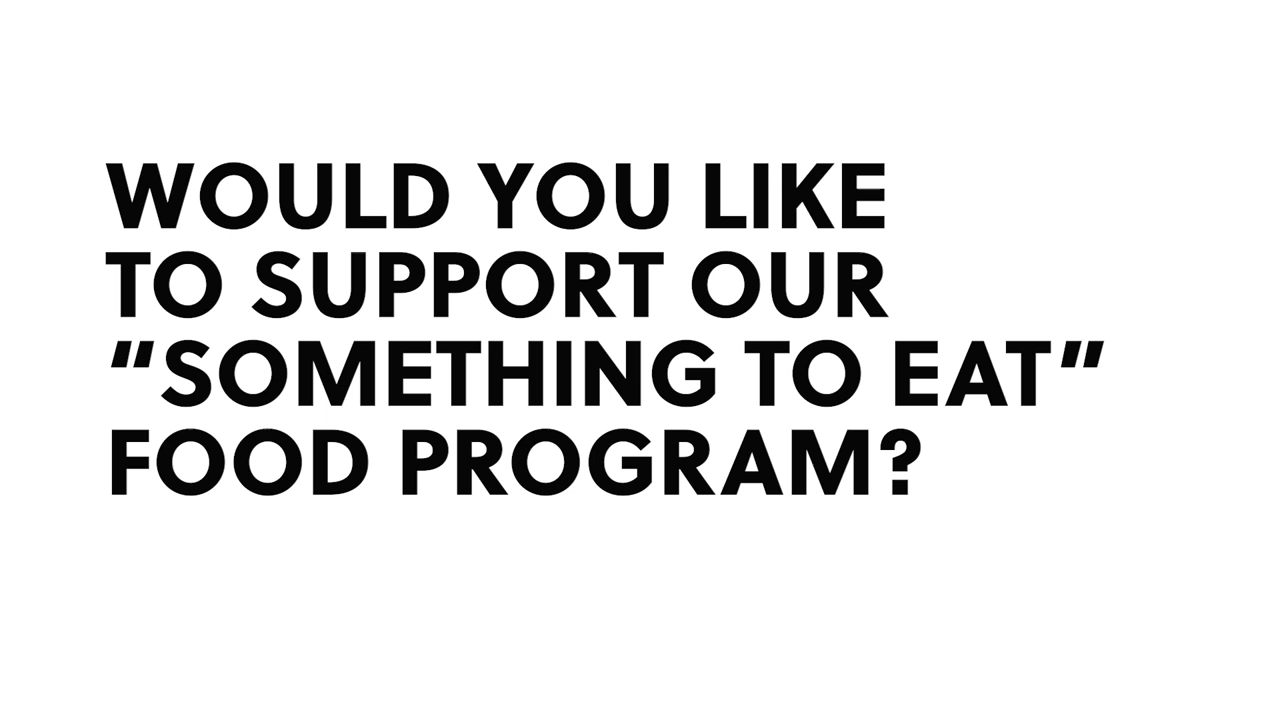 WOULD YOU LIKE
TO SUPPORT OUR
“SOMETHING TO EAT”
FOOD PROGRAM?